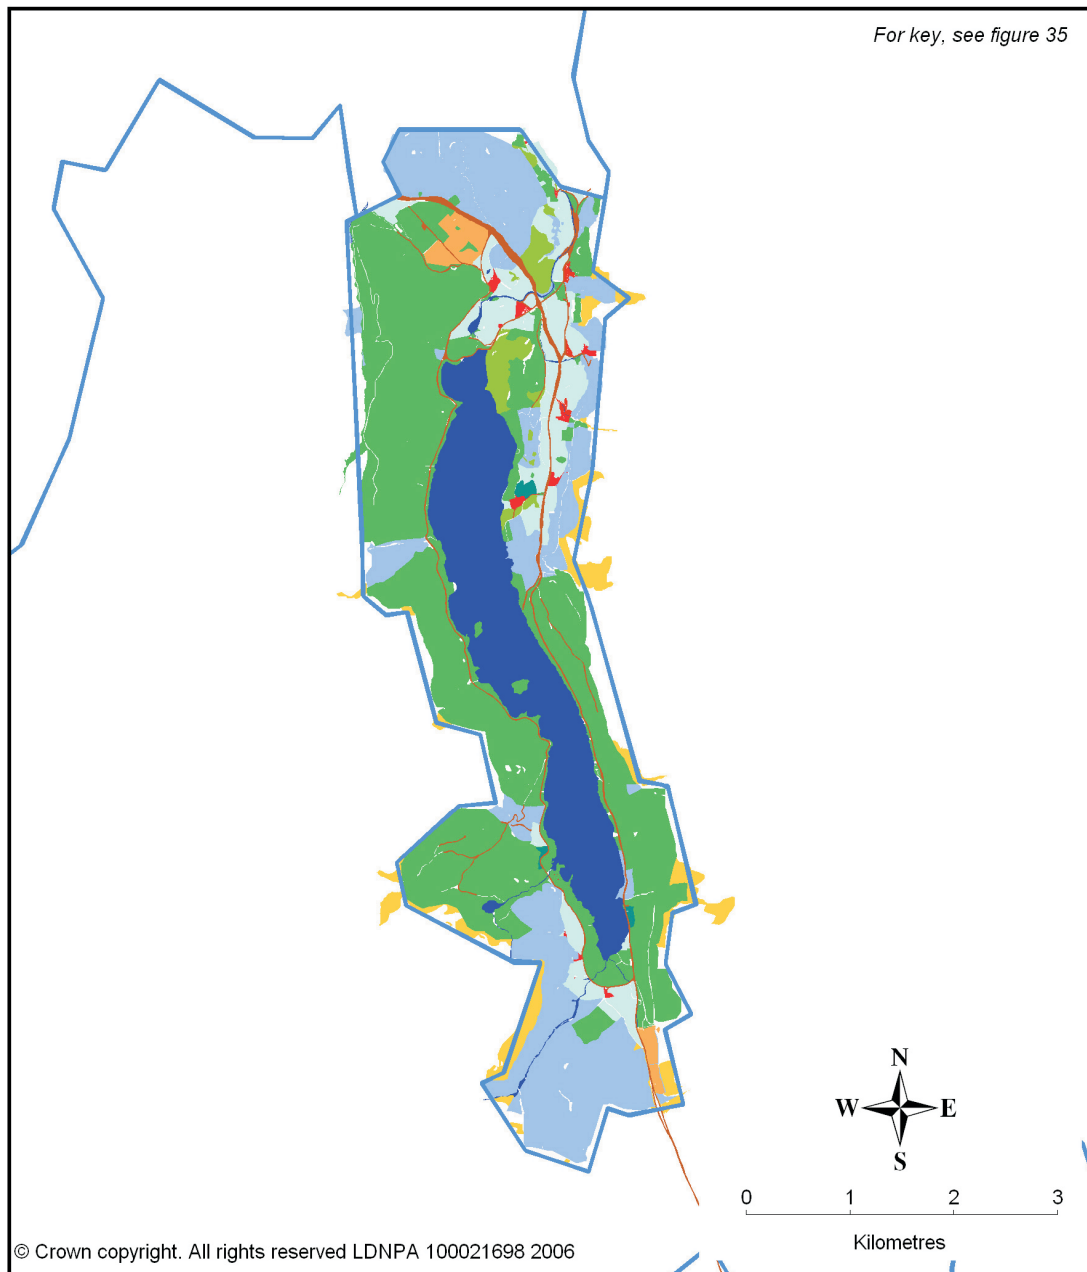 For key, see figure 35
N
W E
S
0 1 2 3
Kilometres
© Crown copyright. All rights reserved LDNPA 100021698 2006